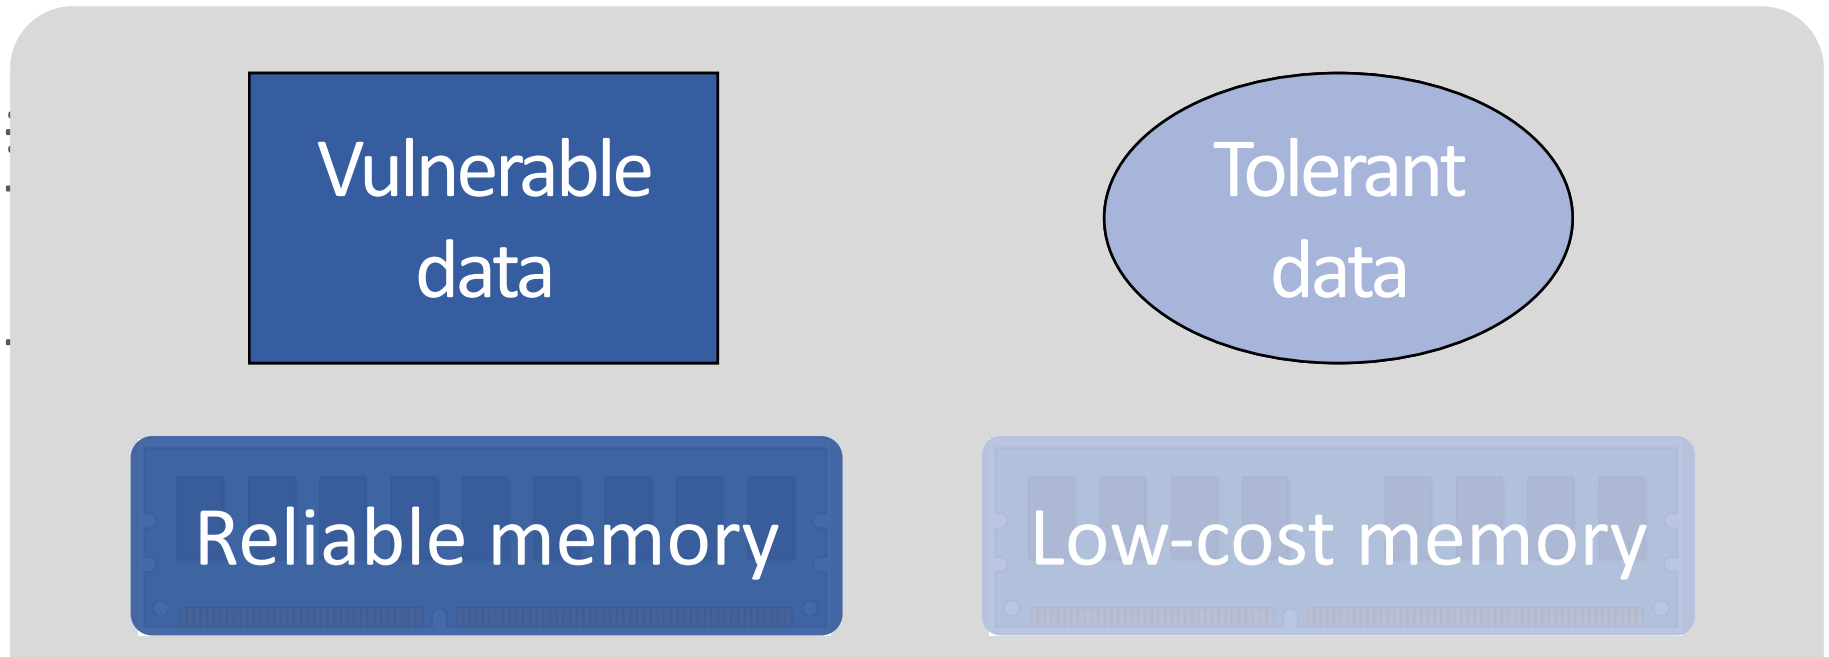 Vulnerable
data
Tolerant
data
Reliable memory
Low-cost memory